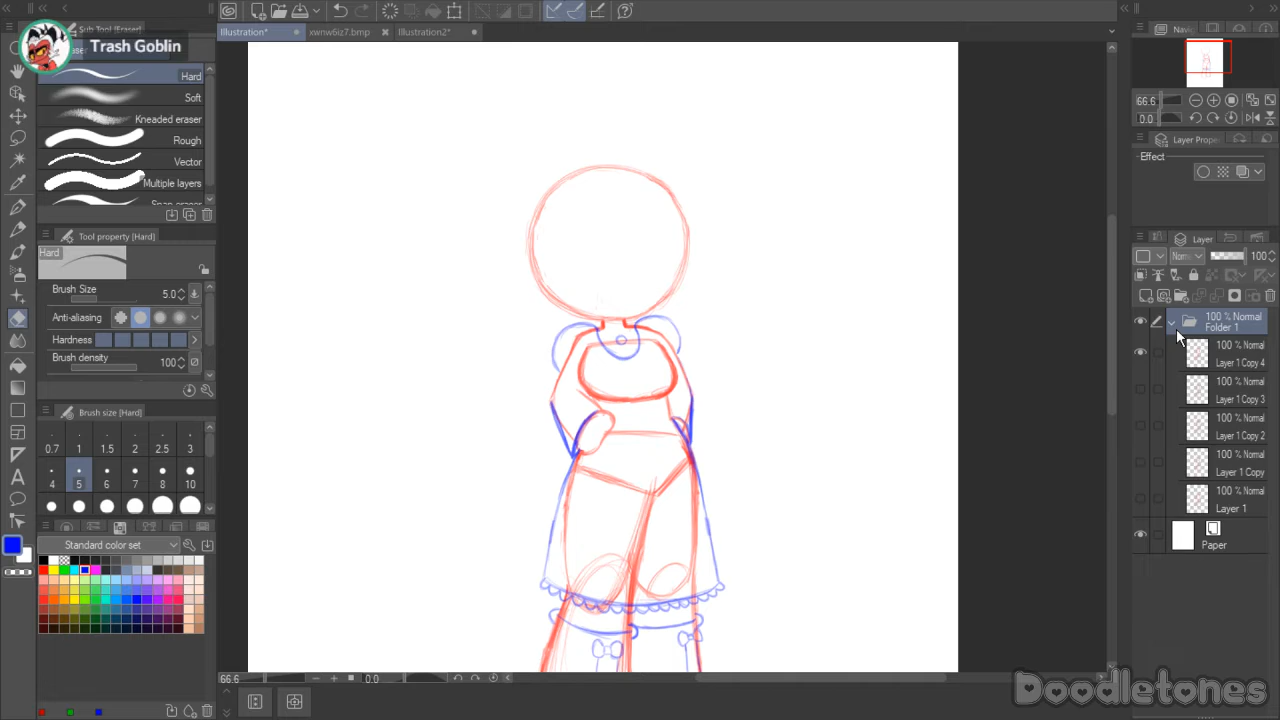 Sub Tool [Eraser]
Trash Goblin
Illustration*
xwnw6iz7.bmp
Illustration2*
Hard
Soft
Kneaded eraser
Rough
Vector
Multiple layers
Snap eraser
Tool property [Hard]
Hard
Brush Size 5.0
Anti-aliasing
Hardness
Brush density 100
Brush size [Hard]
0.7 1 1.5 2 2.5 3
4 5 6 7 8 10
Standard color set
66.6 0.0
66.6
0.0
Layer Prope
Effect
Layer
100
100 % Normal
Folder 1
100 % Normal
Layer 1 Copy 4
100 % Normal
Layer 1 Copy 3
100 % Normal
Layer 1 Copy 2
100 % Normal
Layer 1 Copy
100 % Normal
Layer 1
Paper
Doodletones